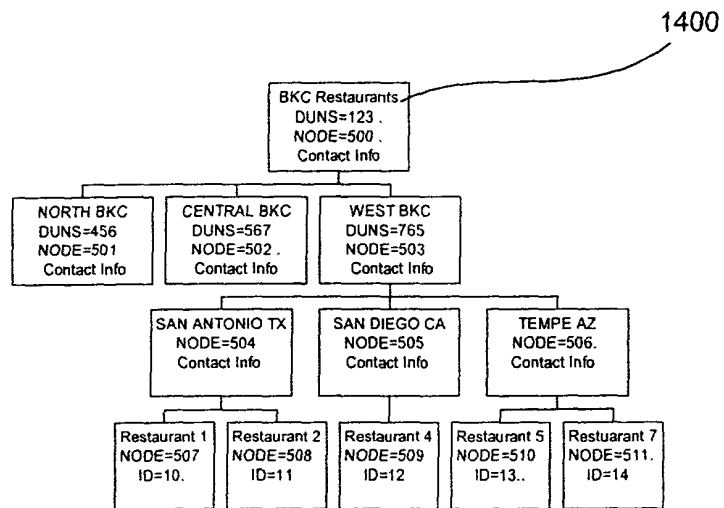 1400
BKC Restaurants
DUNS=123 .
NODE=500 .
Contact Info
NORTH BKC
DUNS=456
NODE=501
Contact Info
CENTRAL BKC
DUNS=567
NODE=502 .
Contact Info
WEST BKC
DUNS=765
NODE=503
Contact Info
SAN ANTONIO TX
NODE=504
Contact Info
SAN DIEGO CA
NODE=505
Contact Info
TEMPE AZ
NODE=506.
Contact Info
Restaurant 1
NODE=507
ID=10.
Restaurant 2
NODE=508
ID=11
Restaurant 4
NODE=509
ID=12
Restaurant 5
NODE=510
ID=13..
Restuarant 7
NODE=511.
ID=14